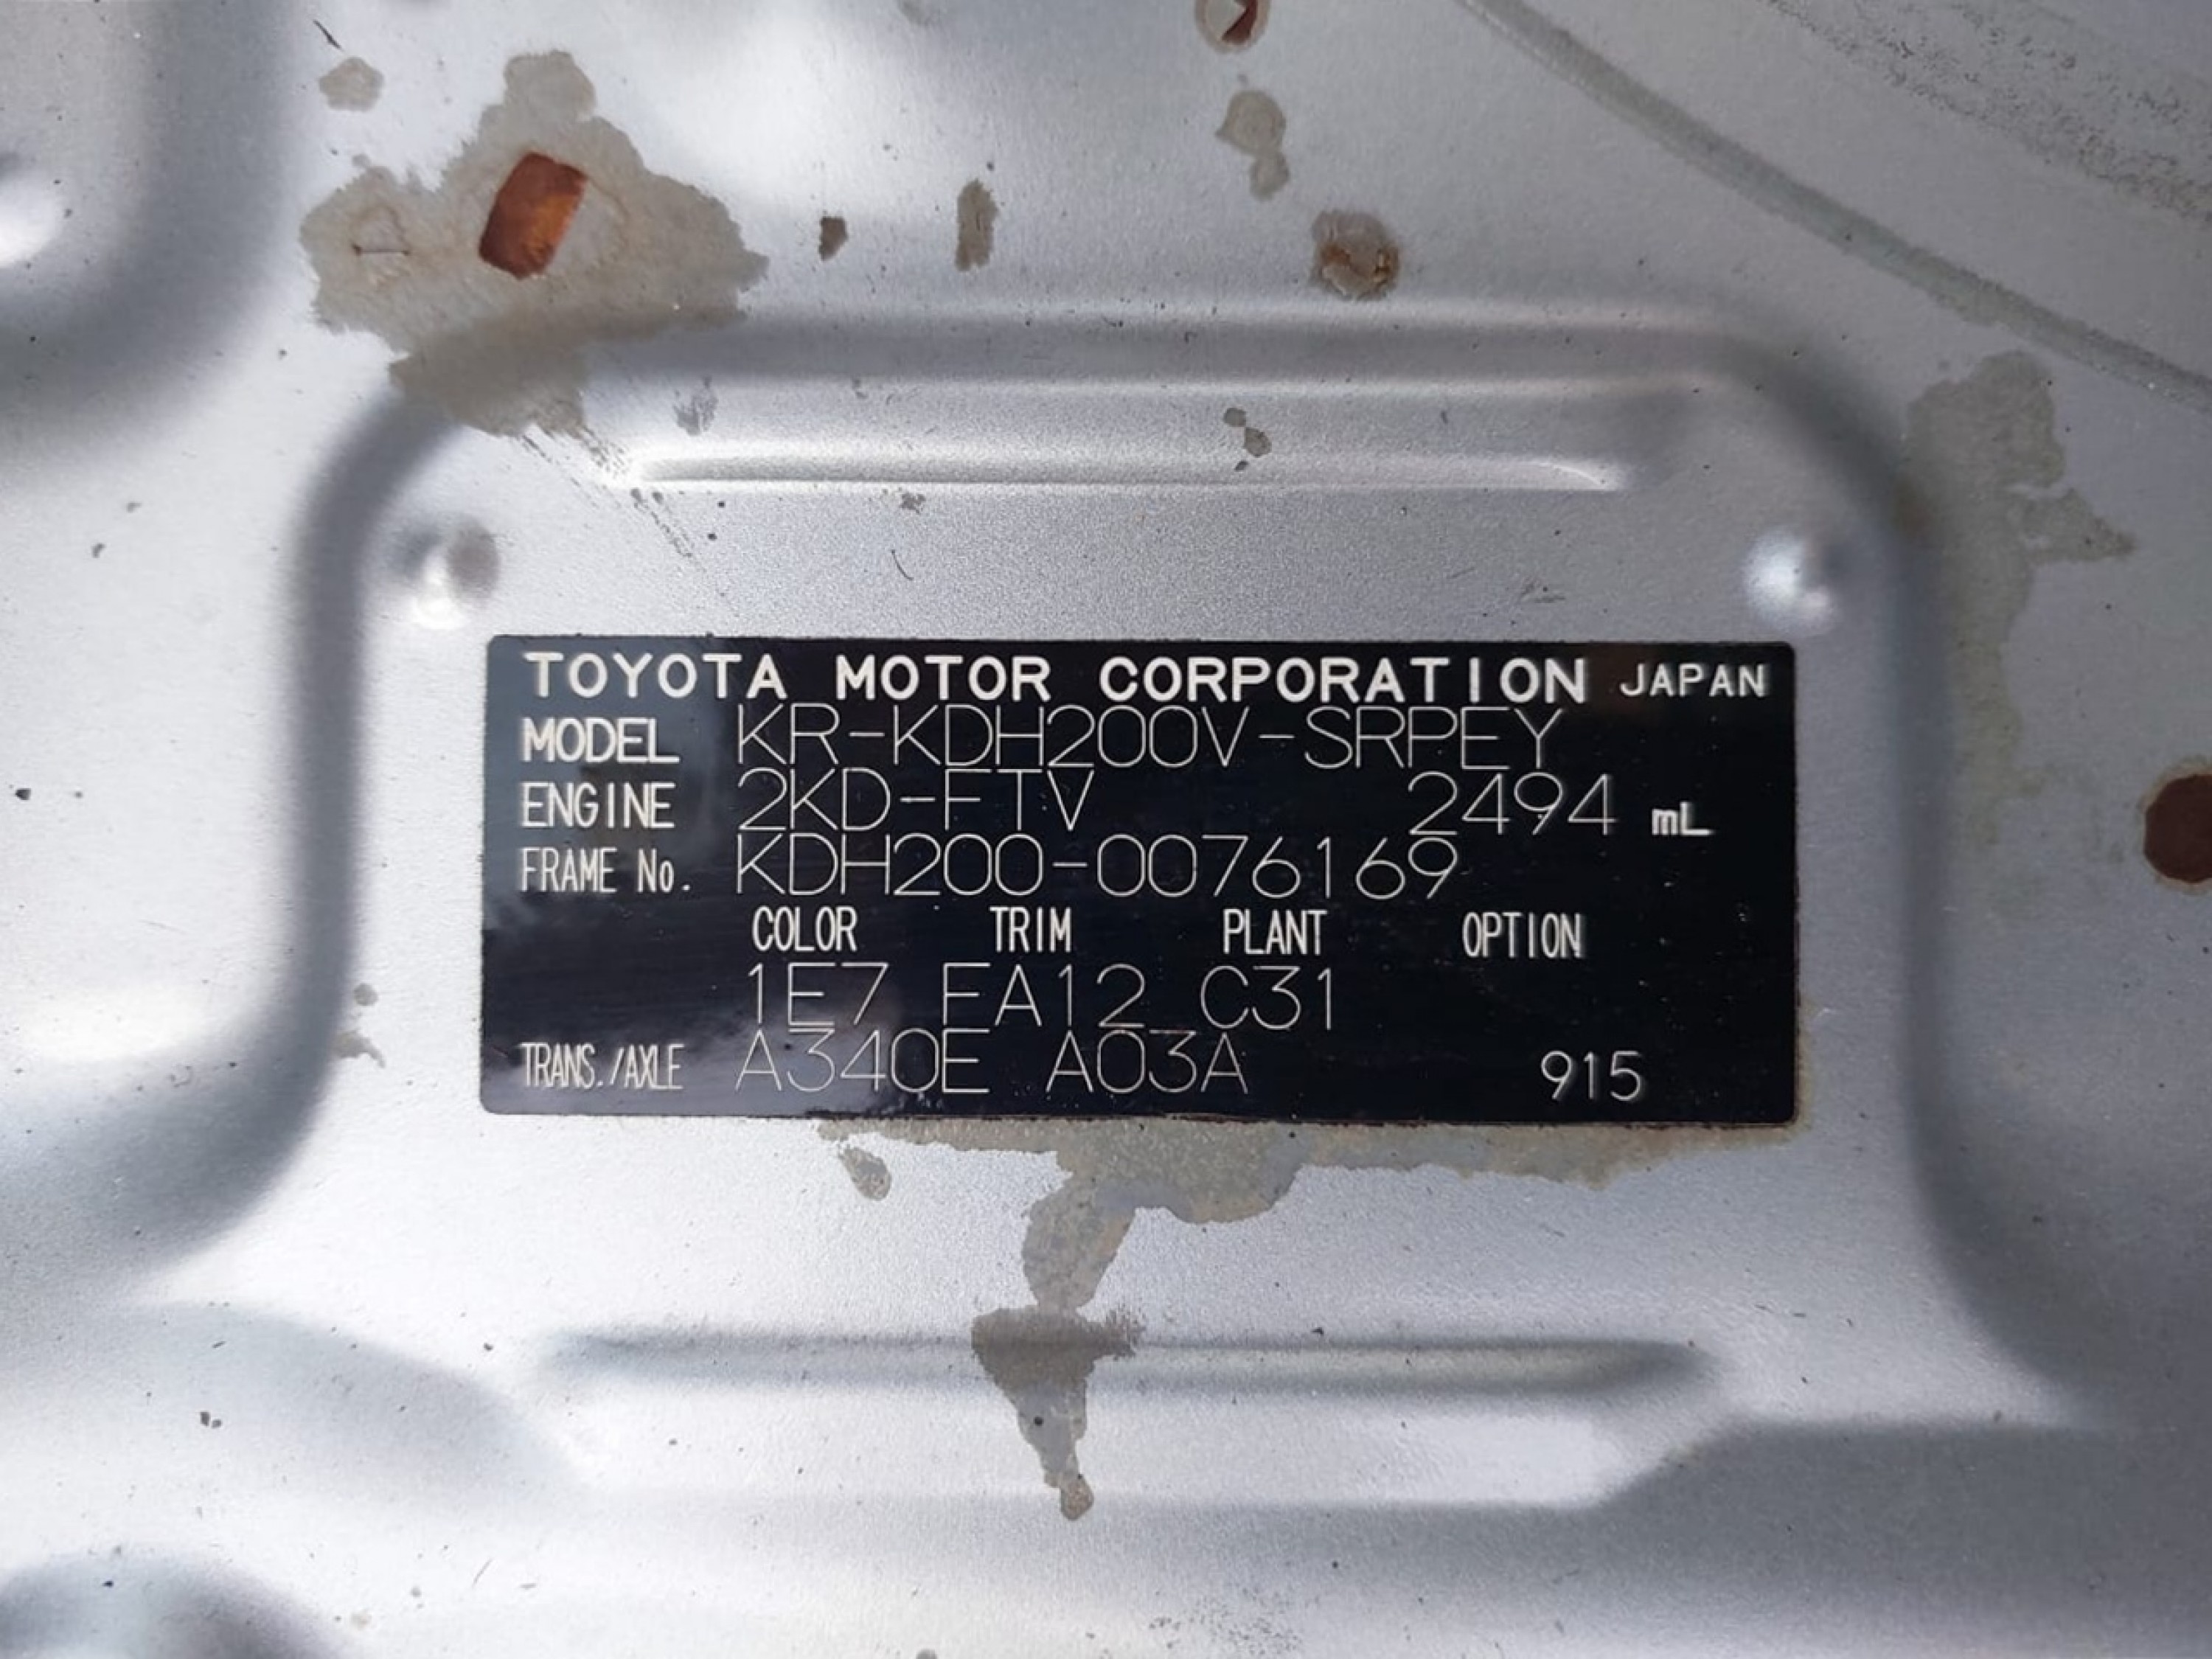 TOYOTA MOTOR CORPORATION JAPAN
MODEL KR-KDH200V-SRPEY
ENGINE 2KD-FTV 2494 mL
FRAME No. KDH200-0076169
COLOR TRIM PLANT OPTION
1E7 FA12 C31
TRANS./AXLE A340E A03A 915